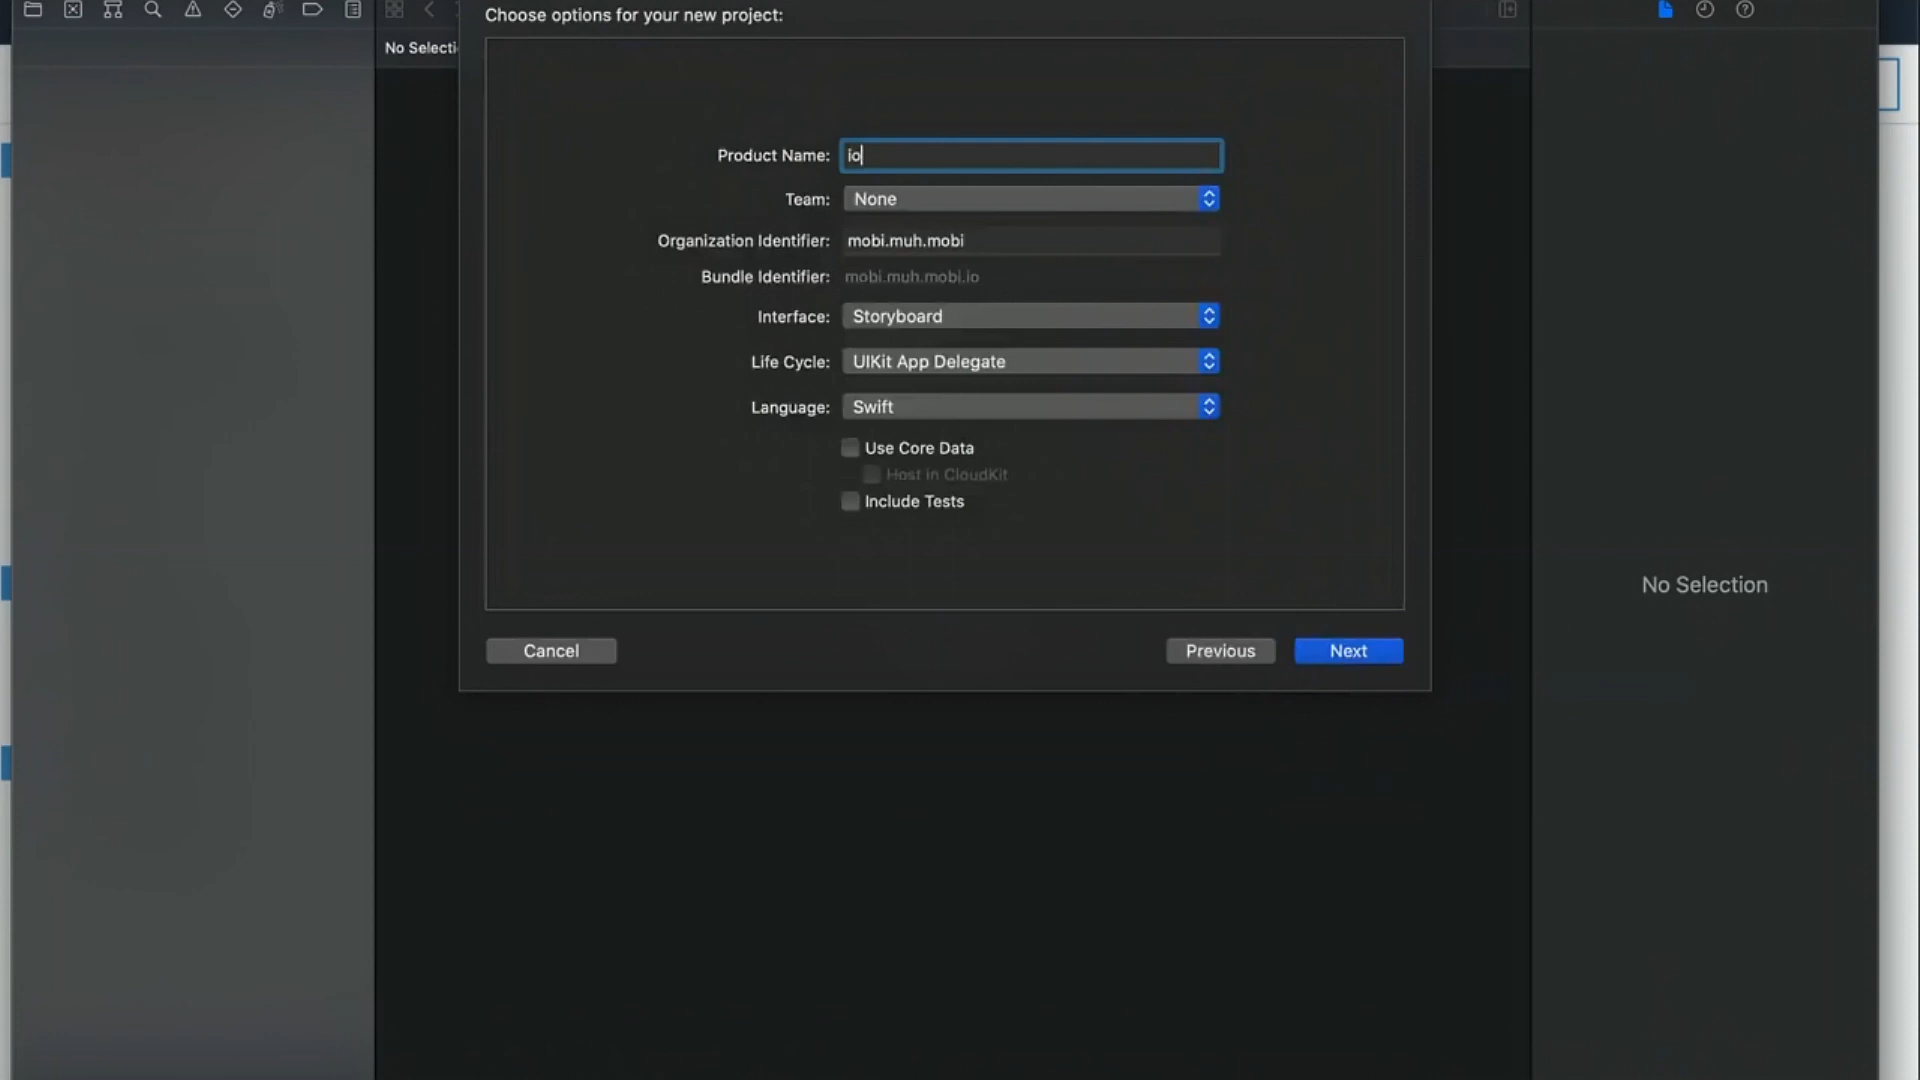 Choose options for your new project:
No Selecti
Product Name: io
Team: None
Organization Identifier: mobi.muh.mobi
Bundle Identifier: mobi.muh.mobi.io
Interface: Storyboard
Life Cycle: UIKit App Delegate
Language: Swift
Use Core Data
Host in CloudKit
Include Tests
No Selection
Cancel
Previous
Next